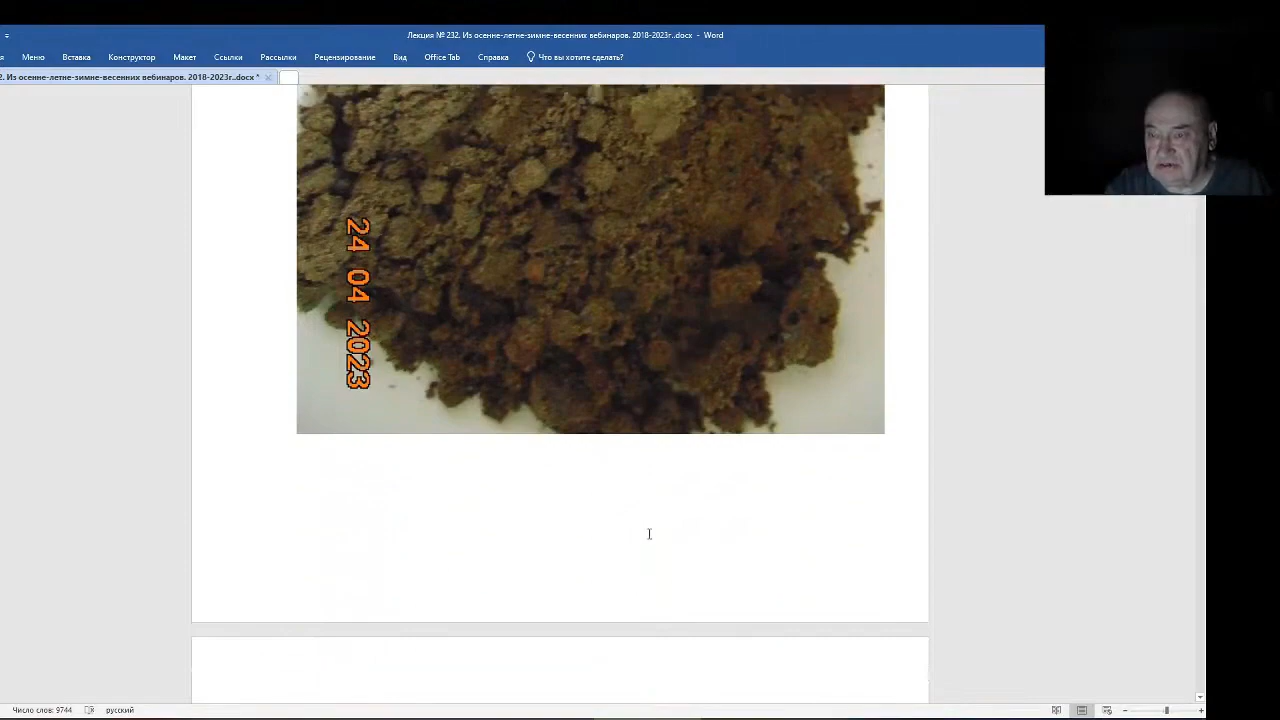 Лекция № 232. Из осенне-летне-зимне-весенних вебинаров. 2018-2023г..docx - Word
Меню Вставка Конструктор Макет Ссылки Рассылки Рецензирование Вид Office Tab Справка Что вы хотите сделать?
2. Из осенне-летне-зимне-весенних вебинаров. 2018-2023г..docx *
24 04 2023
Число слов: 9744 русский